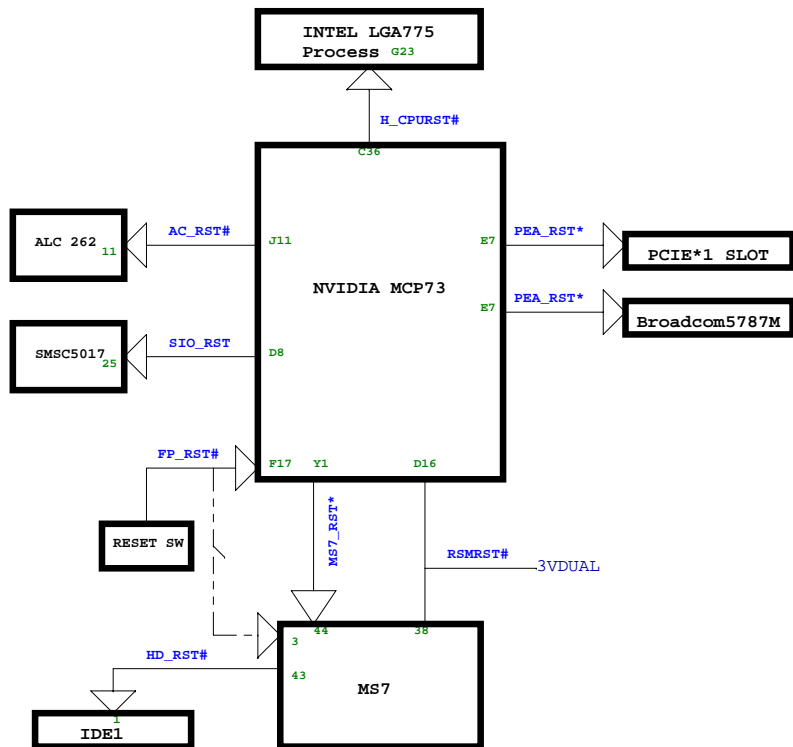 INTEL LGA775
Process G23
H_CPURST#
C36
ALC 262
11
AC_RST#
J11
NVIDIA MCP73
E7
PEA_RST*
PCIE*1 SLOT
E7
PEA_RST*
Broadcom5787M
SMSC5017
25
SIO_RST
D8
FP_RST#
F17
Y1
D16
RESET SW
MS7_RST*
RSMRST#
3VDUAL
44
38
3
43
MS7
HD_RST#
1
IDE1